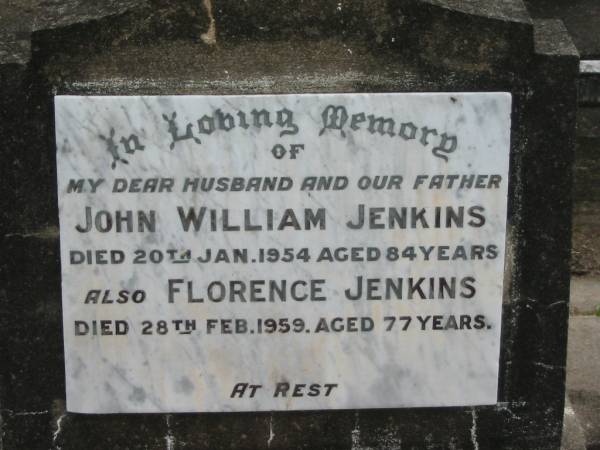 In Loving Memory
OF
MY DEAR HUSBAND AND OUR FATHER
JOHN WILLIAM JENKINS
DIED 20TH JAN. 1954 AGED 84 YEARS
ALSO FLORENCE JENKINS
DIED 28TH FEB. 1959. AGED 77 YEARS.
AT REST